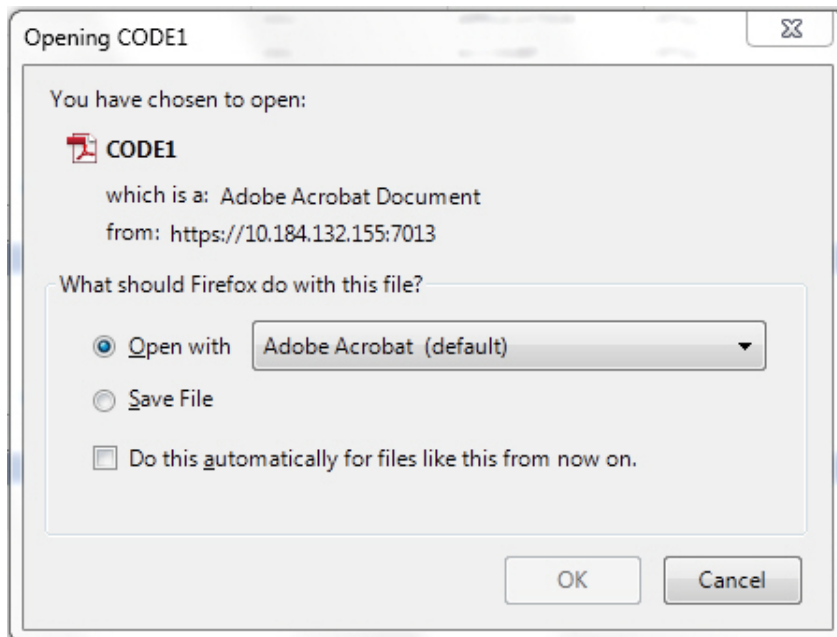 Opening CODE1
You have chosen to open:
CODE1
which is a: Adobe Acrobat Document
from: https://10.184.132.155:7013
What should Firefox do with this file?
Open with Adobe Acrobat (default)
Save File
Do this automatically for files like this from now on.
OK Cancel